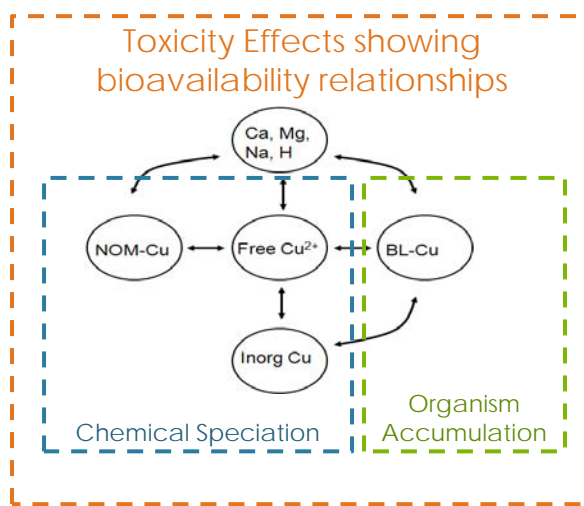 Toxicity Effects showing
bioavailability relationships
Ca, Mg,
Na, H
NOM-Cu
Free Cu²⁺
BL-Cu
Inorg Cu
Chemical Speciation
Organism
Accumulation